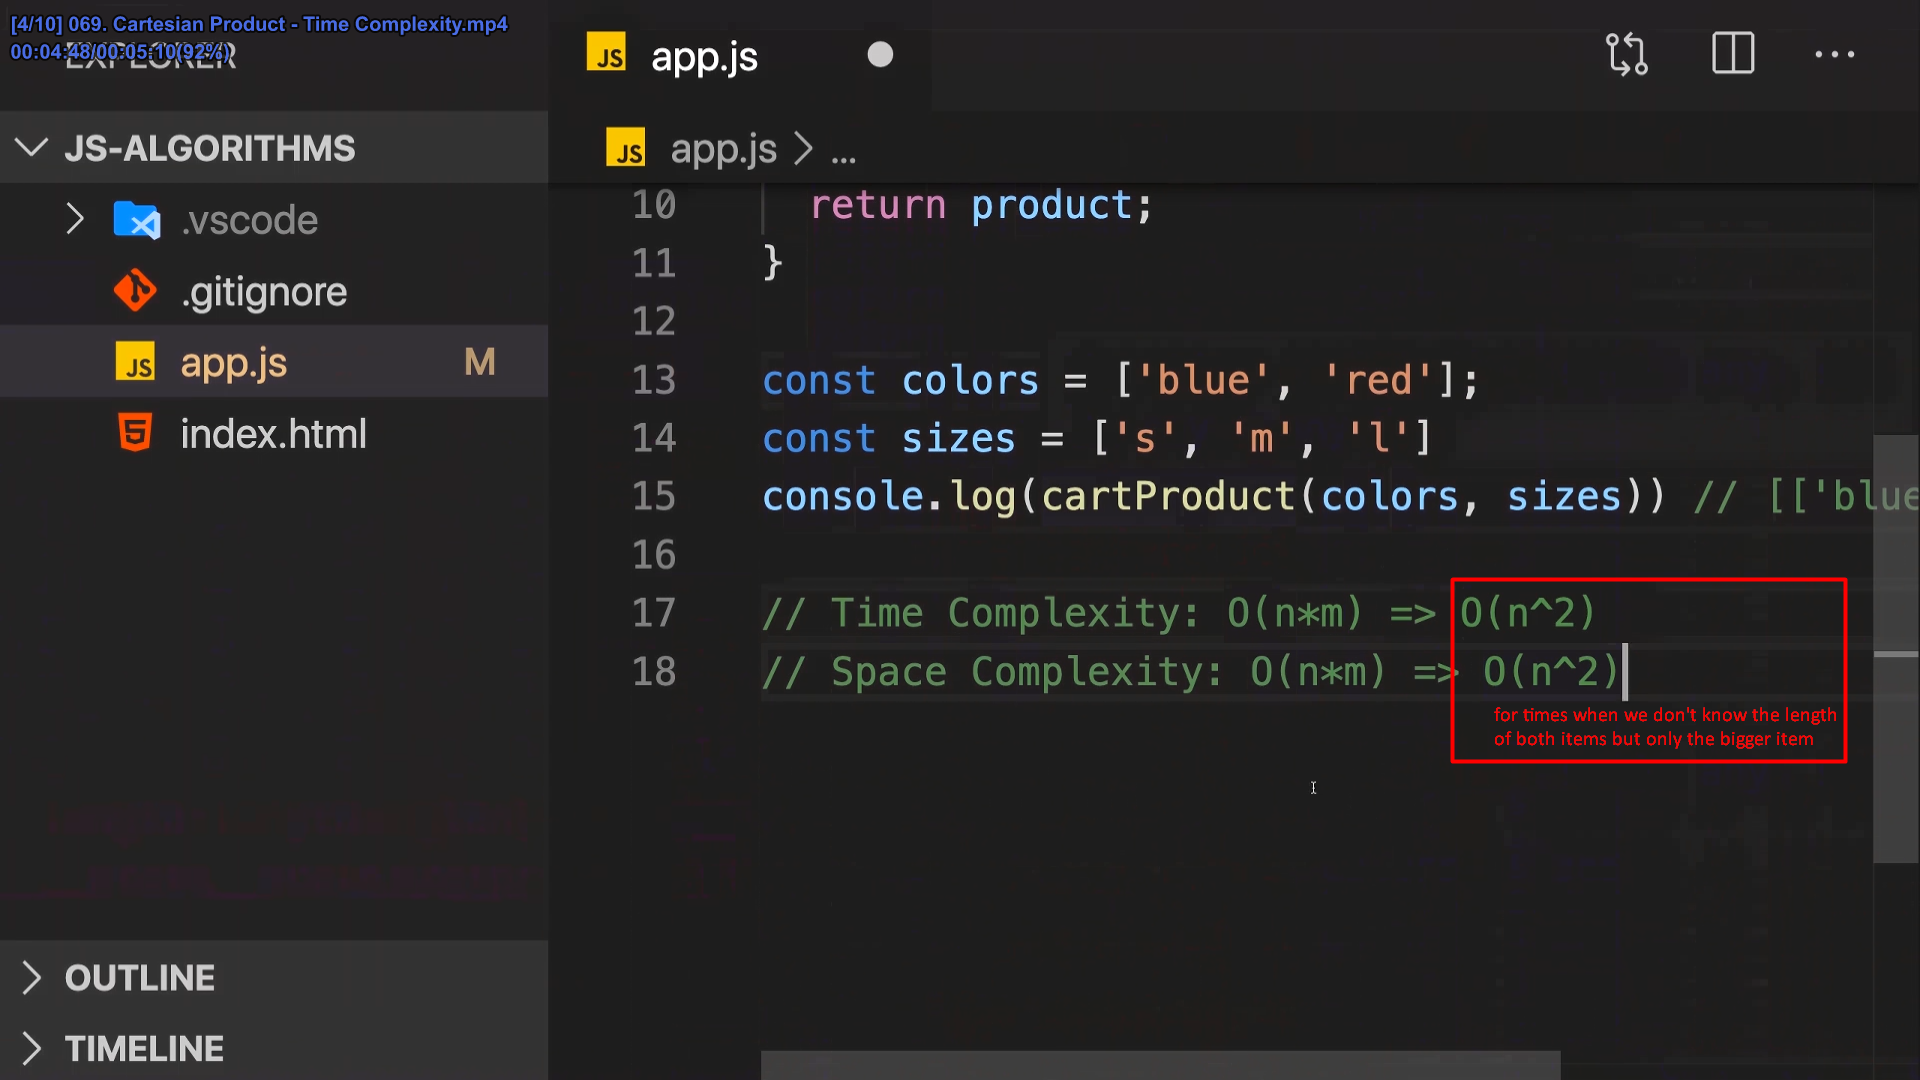 [4/10] 069. Cartesian Product - Time Complexity.mp4
00:04:48/00:05:10(92%)
EXPLORER
JS app.js
JS-ALGORITHMS
JS app.js > ...
.vscode
.gitignore
JS app.js M
index.html
10 return product;
11 }
12
13 const colors = ['blue', 'red'];
14 const sizes = ['s', 'm', 'l']
15 console.log(cartProduct(colors, sizes)) // [['blue
16
17 // Time Complexity: O(n*m) => O(n^2)
18 // Space Complexity: O(n*m) => O(n^2)
for times when we don't know the length
of both items but only the bigger item
OUTLINE
TIMELINE